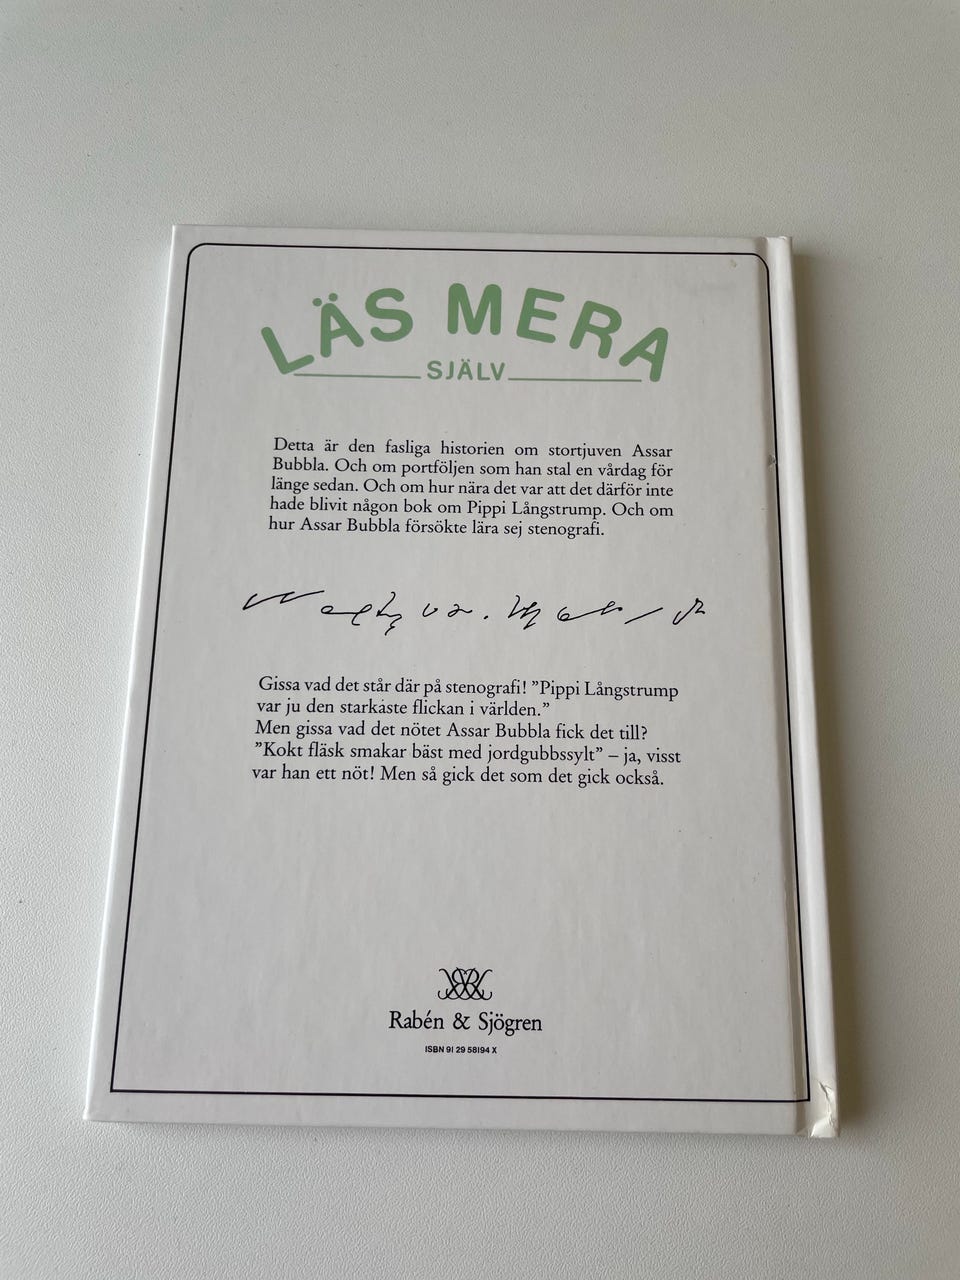 LÄS MERA
SJÄLV
Detta är den fasliga historien om stortjuven Assar
Bubbla. Och om portföljen som han stal en vårdag för
länge sedan. Och om hur nära det var att det därför inte
hade blivit någon bok om Pippi Långstrump. Och om
hur Assar Bubbla försökte lära sej stenografi.
Gissa vad det står där på stenografi! ”Pippi Långstrump
var ju den starkaste flickan i världen.”
Men gissa vad det nötet Assar Bubbla fick det till?
”Kokt fläsk smakar bäst med jordgubbssylt” – ja, visst
var han ett nöt! Men så gick det som det gick också.
Rabén & Sjögren
ISBN 91 29 58194 X